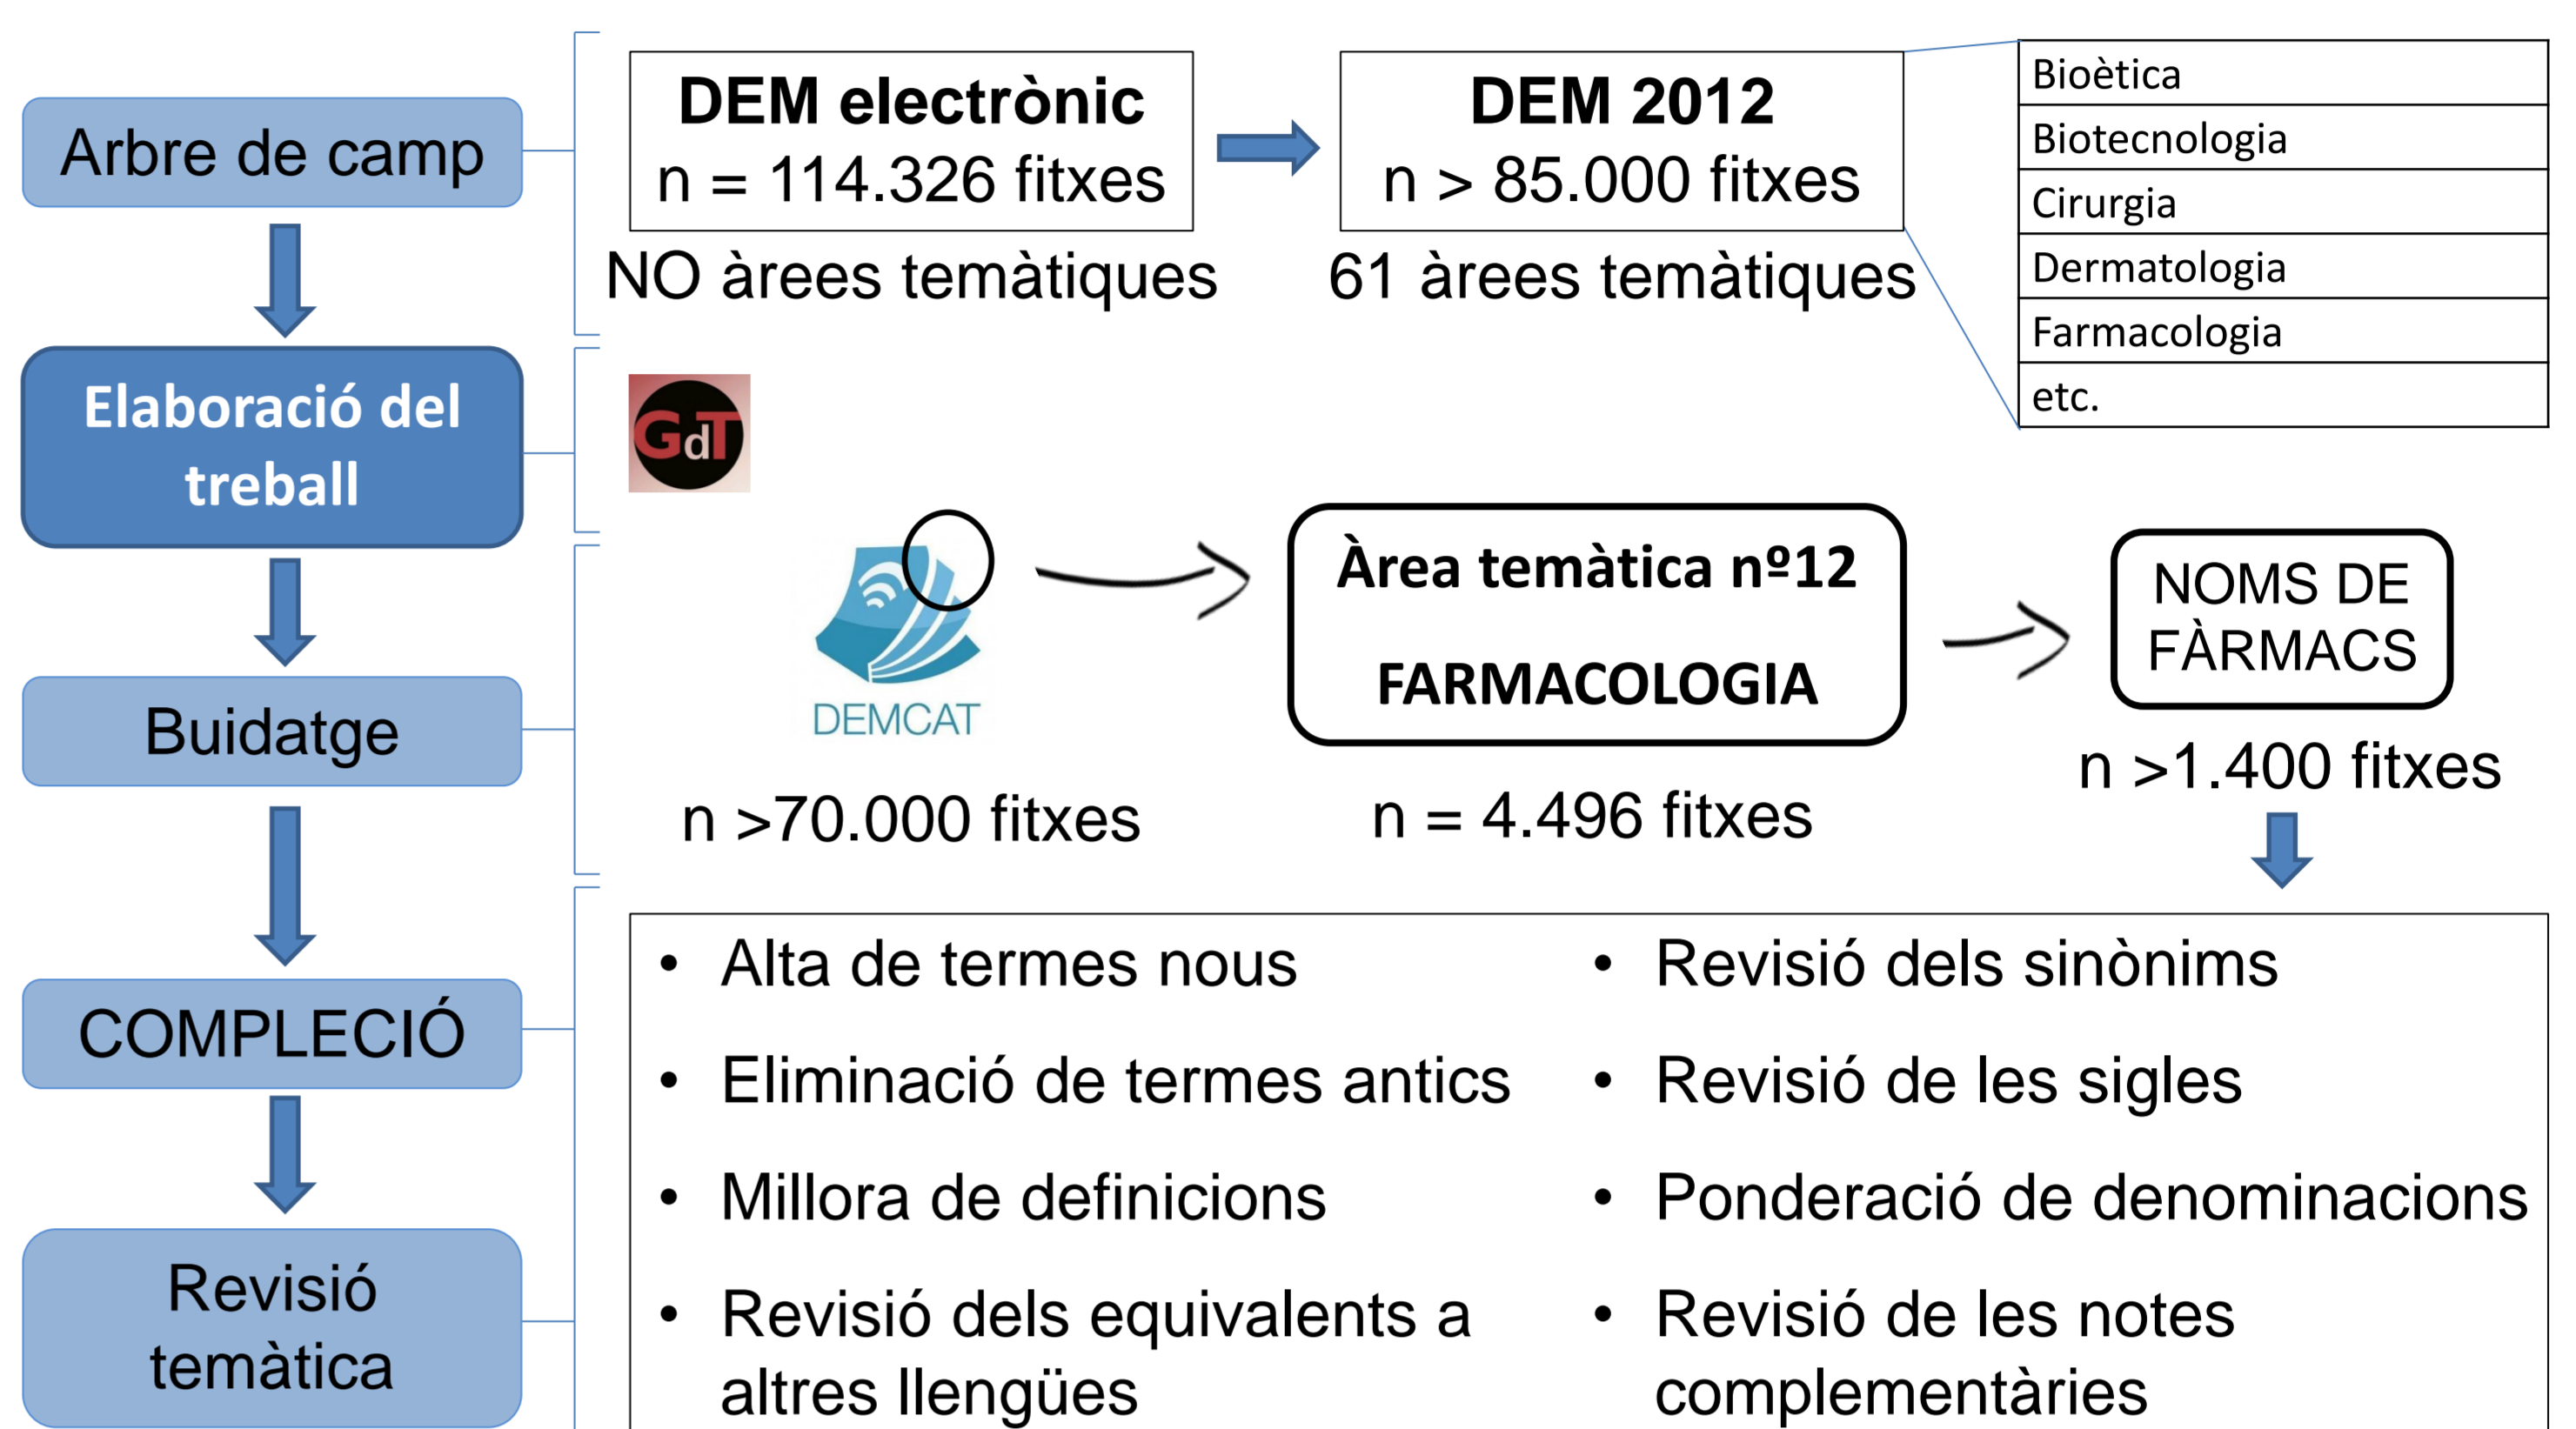 Arbre de camp
DEM electrònic
n = 114.326 fitxes
NO àrees temàtiques
DEM 2012
n > 85.000 fitxes
61 àrees temàtiques
Bioètica
Biotecnologia
Cirurgia
Dermatologia
Farmacologia
etc.
Elaboració del
treball
GdT
Buidatge
DEMCAT
n >70.000 fitxes
Àrea temàtica nº12
FARMACOLOGIA
n = 4.496 fitxes
NOMS DE
FÀRMACS
n >1.400 fitxes
COMPLECIÓ
Revisió
temàtica
• Alta de termes nous
• Eliminació de termes antics
• Millora de definicions
• Revisió dels equivalents a
altres llengües
• Revisió dels sinònims
• Revisió de les sigles
• Ponderació de denominacions
• Revisió de les notes
complementàries